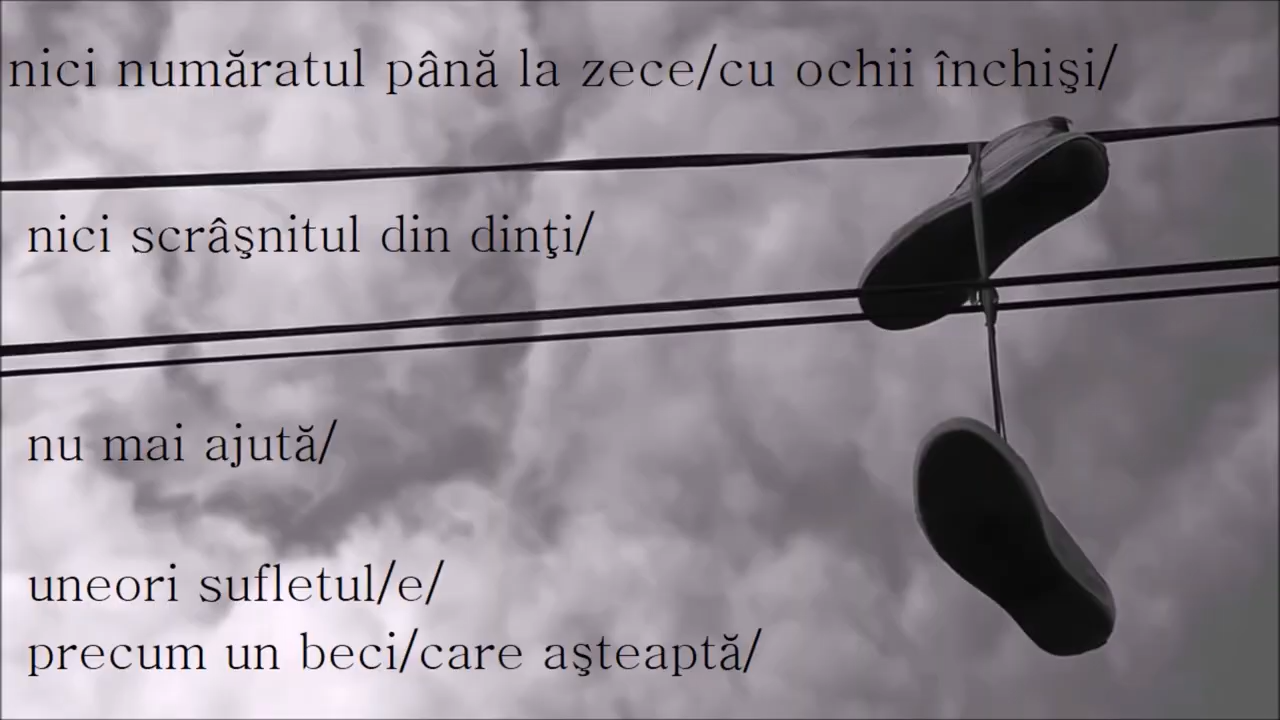 nici număratul până la zece/cu ochii închişi/
nici scrâşnitul din dinţi/
nu mai ajută/
uneori sufletul/e/
precum un beci/care aşteaptă/